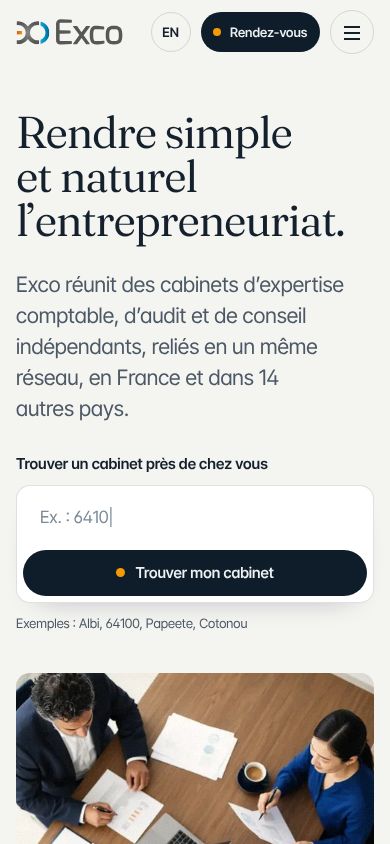 Exco
EN
Rendez-vous
Rendre simple
et naturel
l’entrepreneuriat.
Exco réunit des cabinets d’expertise
comptable, d’audit et de conseil
indépendants, reliés en un même
réseau, en France et dans 14
autres pays.
Trouver un cabinet près de chez vous
Ex. : 6410
Trouver mon cabinet
Exemples : Albi, 64100, Papeete, Cotonou